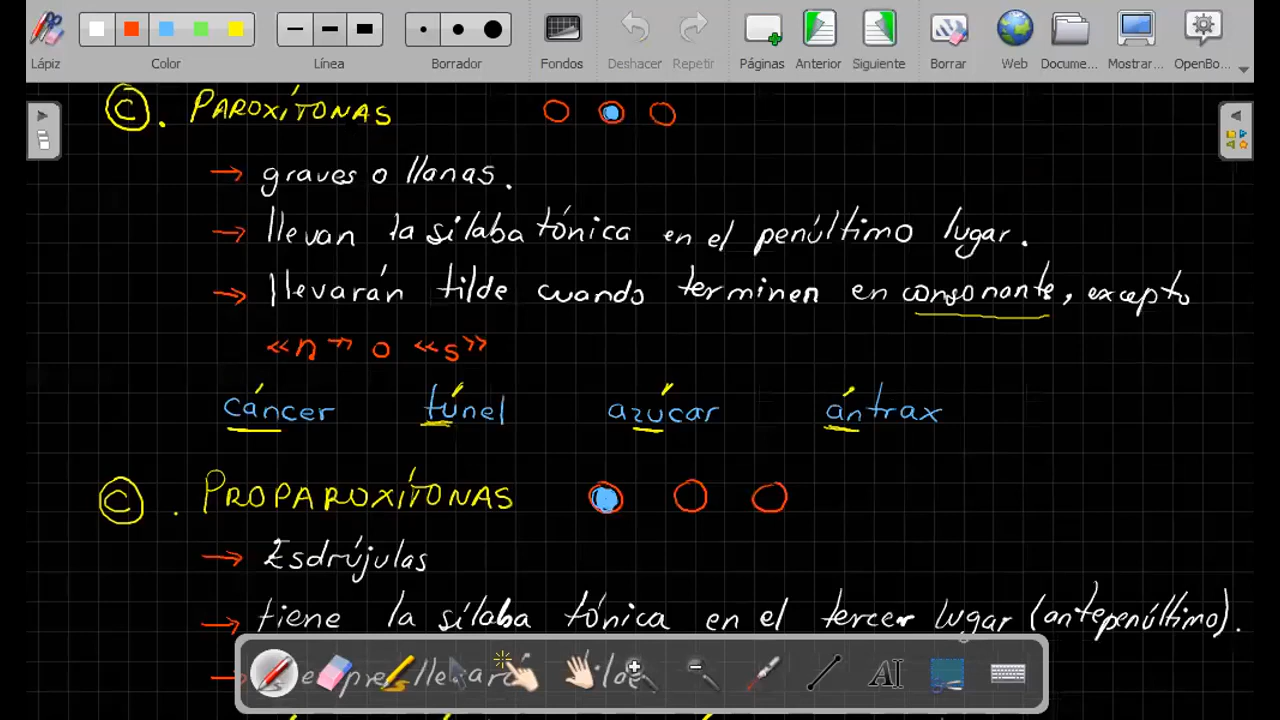 Lápiz Color Línea Borrador Fondos Deshacer Repetir Páginas Anterior Siguiente Borrar Web Docume... Mostrar... OpenBo...
C. PAROXÍTONAS
→ graves o llanas.
→ llevan la sílaba tónica en el penúltimo lugar.
→ llevarán tilde cuando terminen en consonante, excepto
«n» o «s»
cáncer túnel azúcar ántrax
C. PROPAROXÍTONAS
→ Esdrújulas
→ tiene la sílaba tónica en el tercer lugar (antepenúltimo).
→